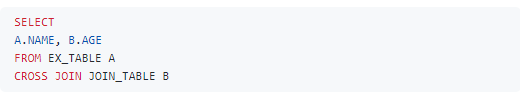 SELECT
A.NAME, B.AGE
FROM EX_TABLE A
CROSS JOIN JOIN_TABLE B